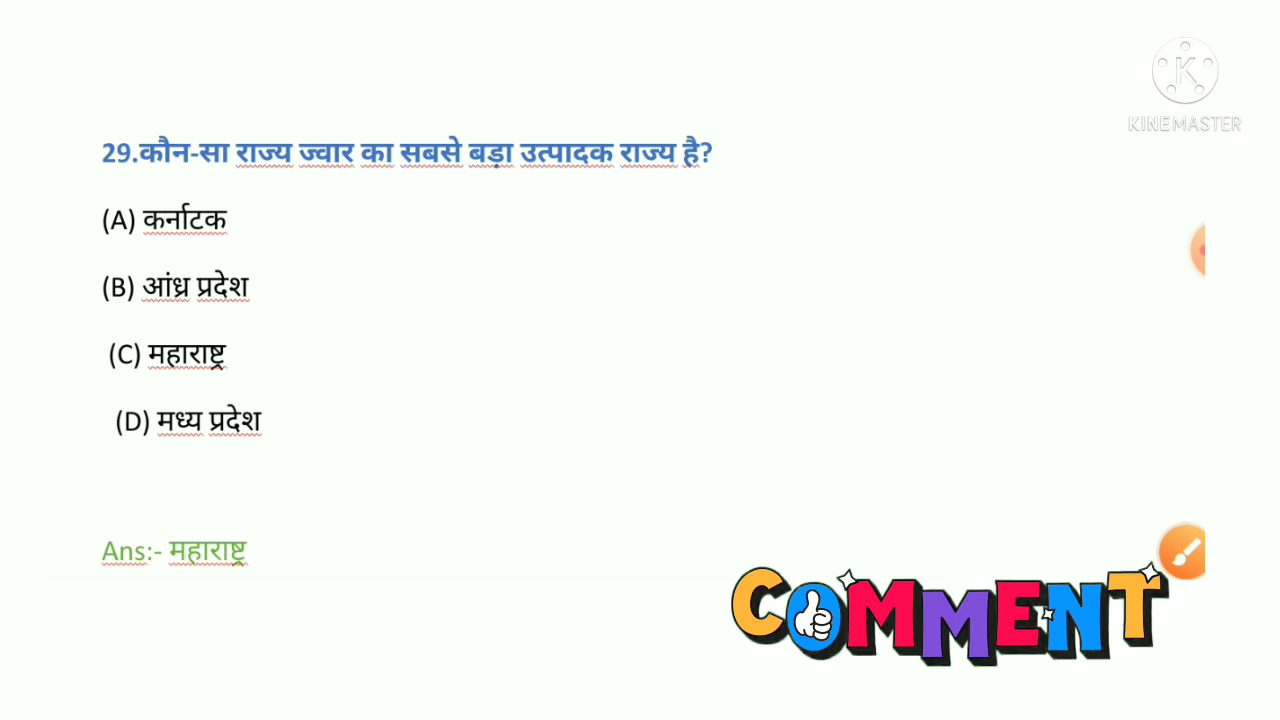 KINEMASTER
29.कौन-सा राज्य ज्वार का सबसे बड़ा उत्पादक राज्य है?
(A) कर्नाटक
(B) आंध्र प्रदेश
(C) महाराष्ट्र
(D) मध्य प्रदेश
Ans:- महाराष्ट्र
COMMENT